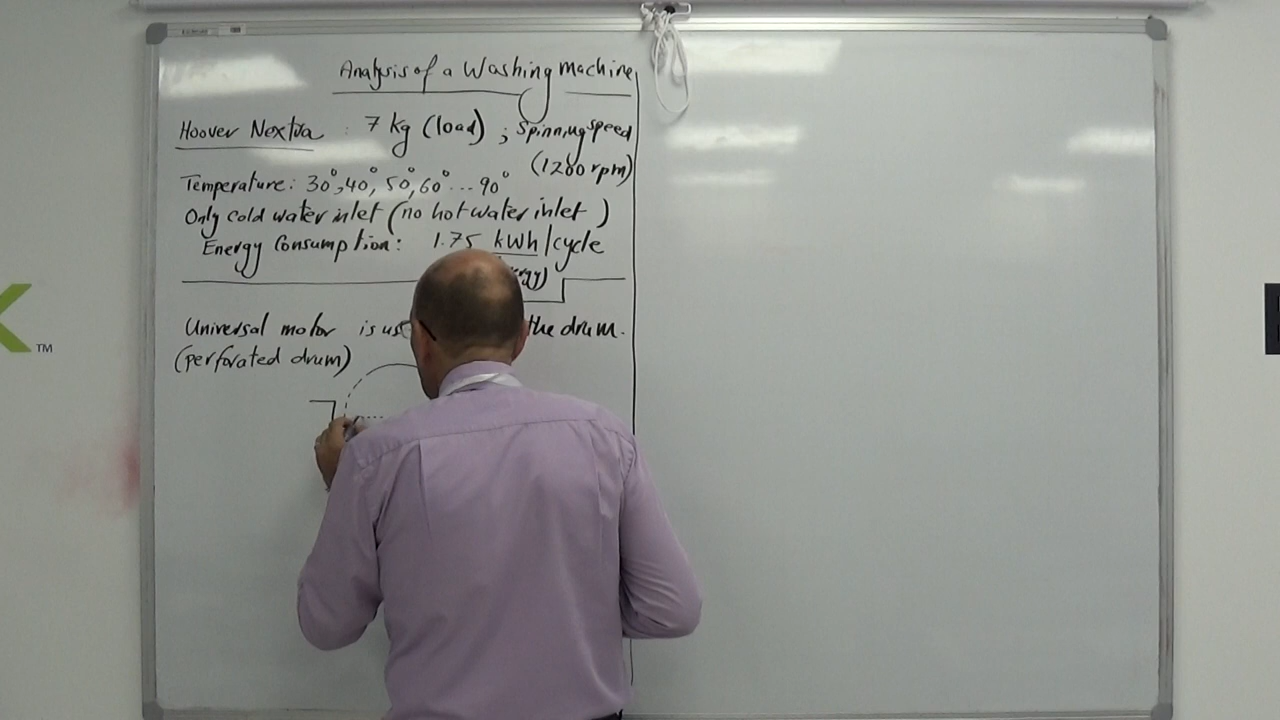 Analysis of a Washing Machine
Hoover Nextra : 7 kg (load) ; Spinning speed
(1200 rpm)
Temperature: 30°, 40°, 50°, 60° ... 90°
Only cold water inlet (no hot water inlet)
Energy Consumption: 1.75 kWh/cycle
Universal motor is the drum.
(perforated drum)
TM